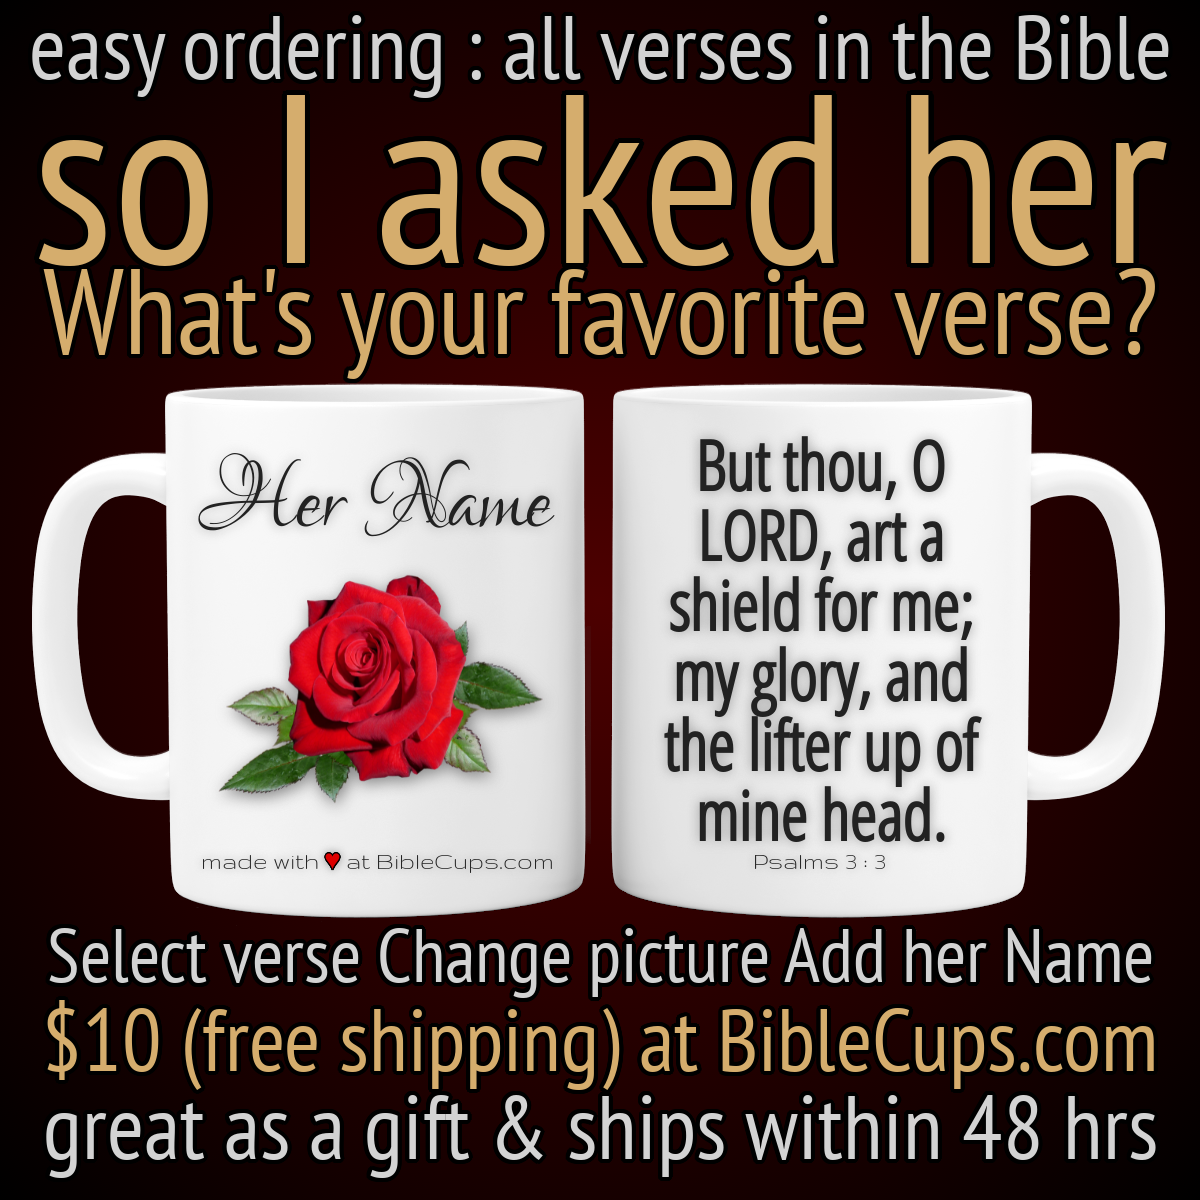 easy ordering : all verses in the Bible
so I asked her
What's your favorite verse?
Her Name
made with at BibleCups.com
But thou, O
LORD, art a
shield for me;
my glory, and
the lifter up of
mine head.
Psalms 3 : 3
Select verse Change picture Add her Name
$10 (free shipping) at BibleCups.com
great as a gift & ships within 48 hrs